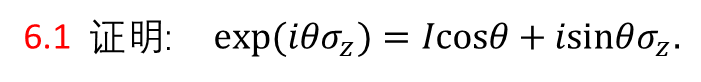 6.1 证明: exp(iθσ_z) = Icosθ + isinθσ_z.